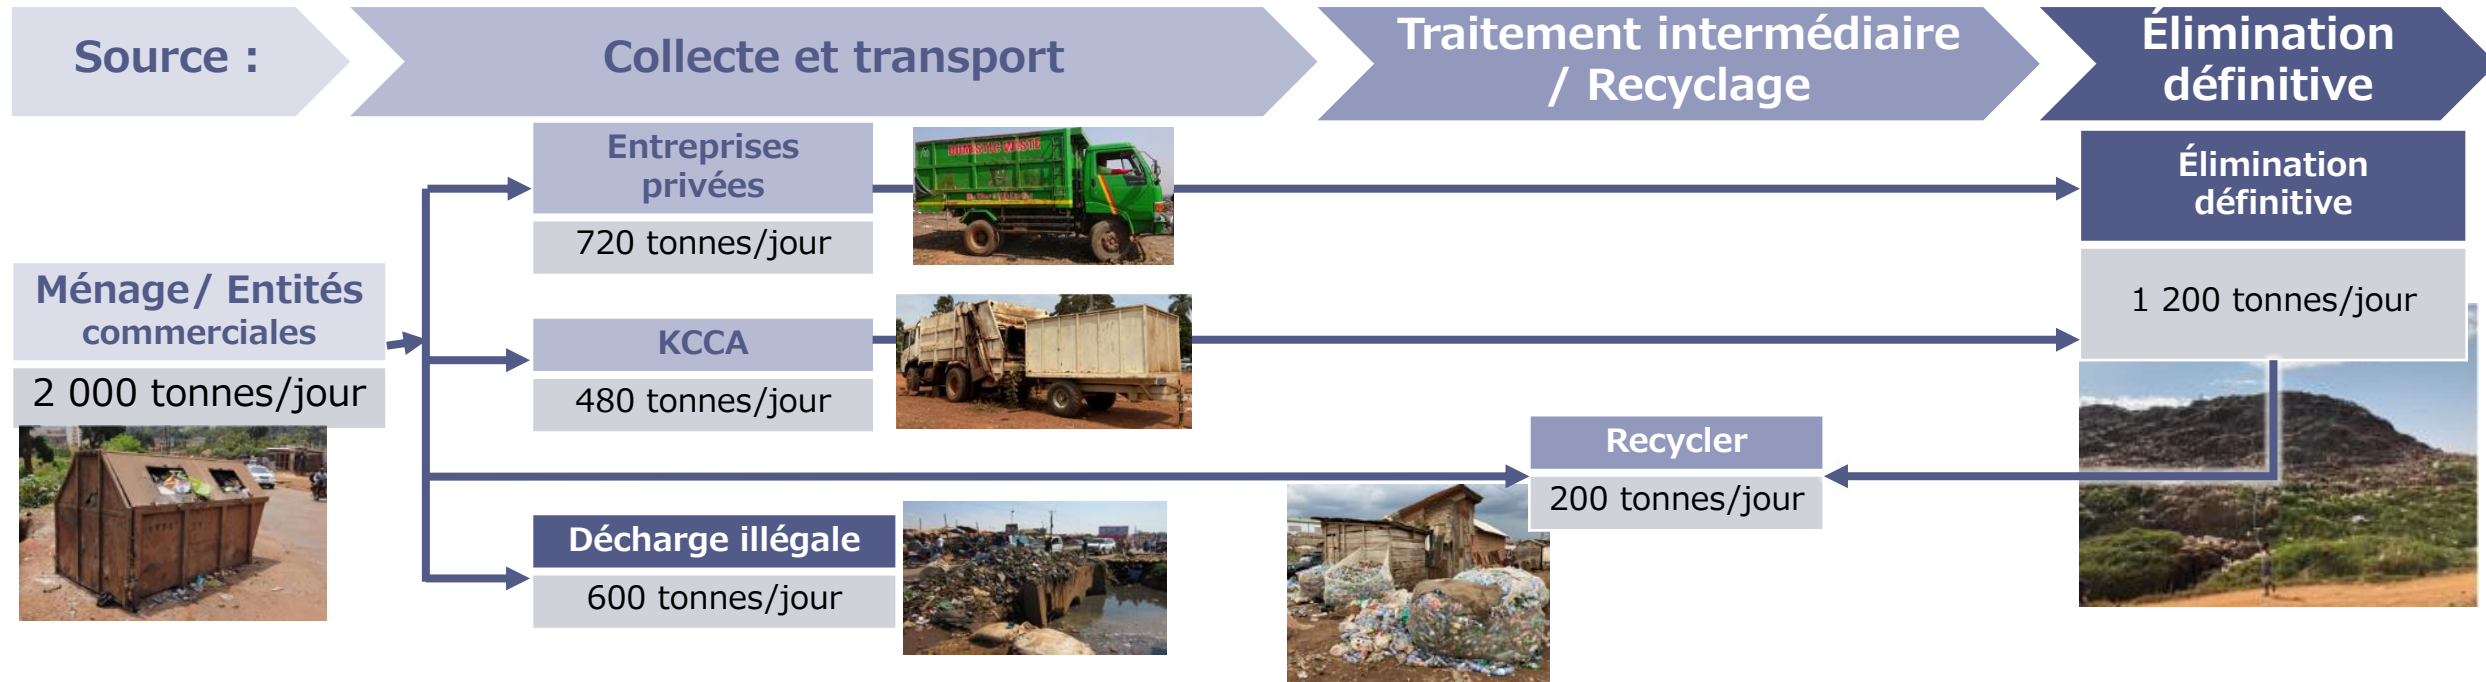 Source :
Collecte et transport
Traitement intermédiaire
/ Recyclage
Élimination
définitive
Entreprises
privées
720 tonnes/jour
DOMESTIC WASTE
Élimination
définitive
1 200 tonnes/jour
Ménage/ Entités
commerciales
2 000 tonnes/jour
KCCA
480 tonnes/jour
Recycler
200 tonnes/jour
Décharge illégale
600 tonnes/jour